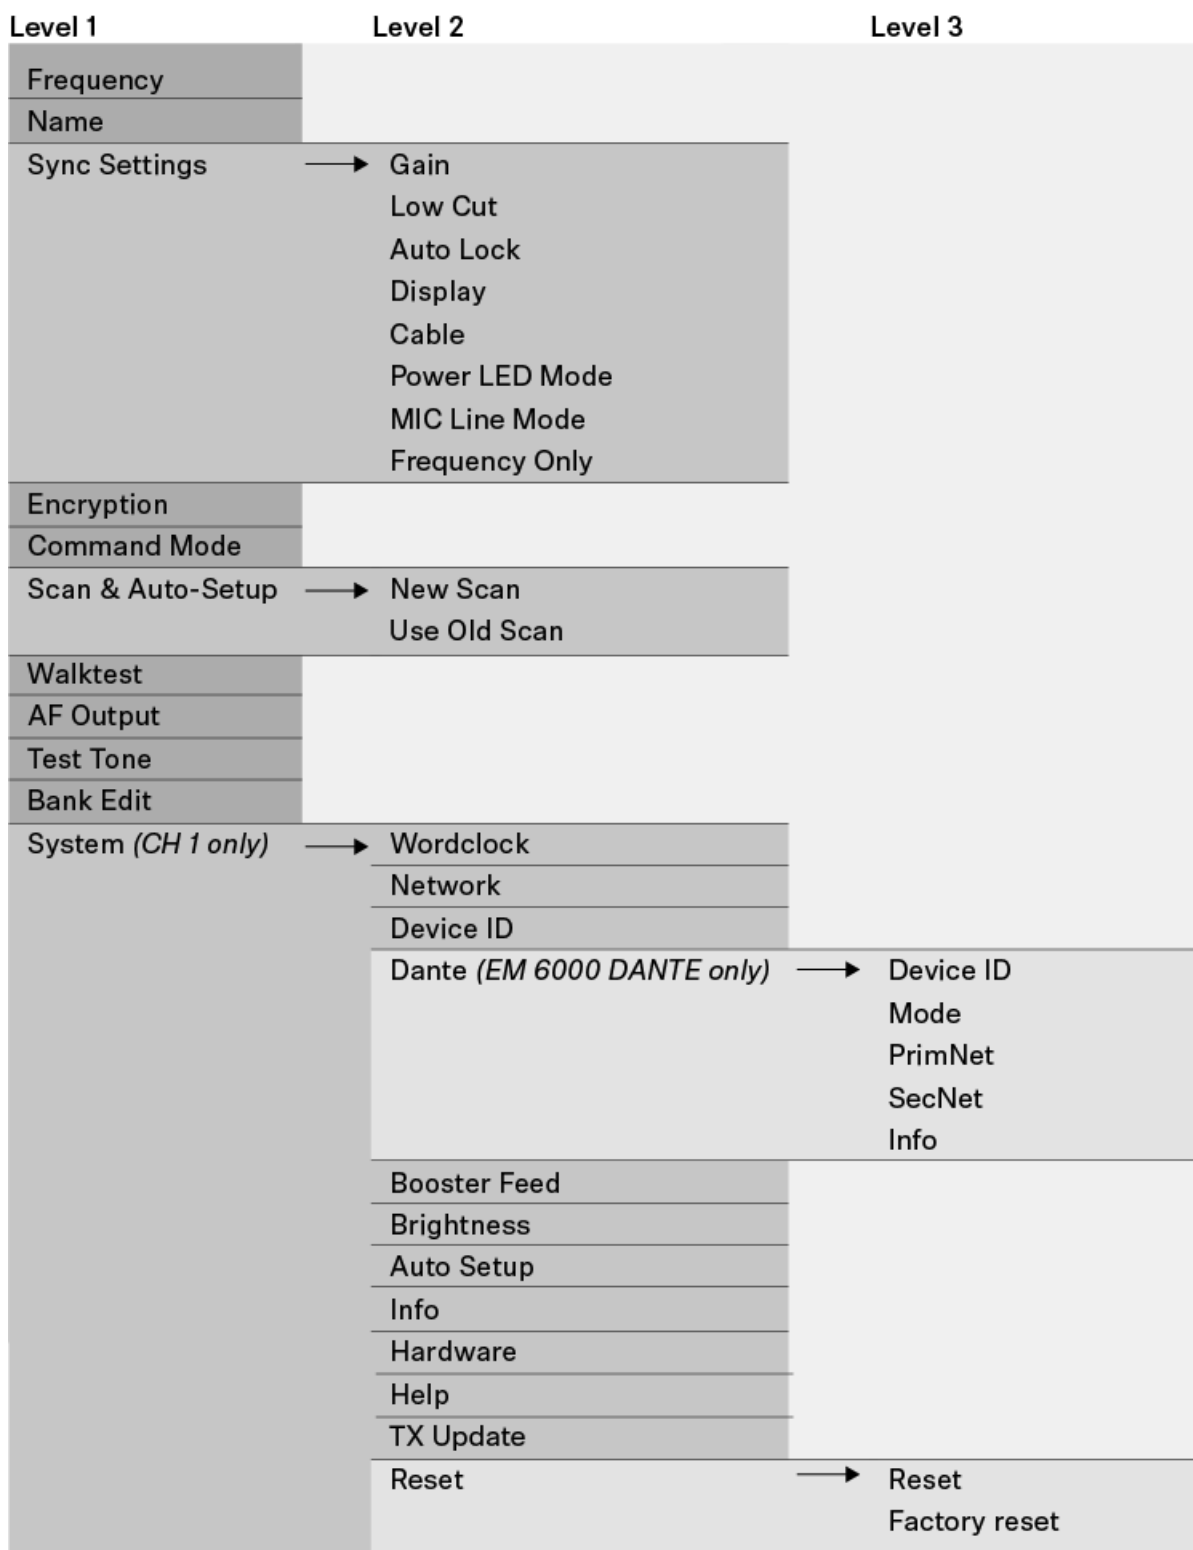 Level 1 Level 2 Level 3
Frequency
Name
Sync Settings Gain
Low Cut
Auto Lock
Display
Cable
Power LED Mode
MIC Line Mode
Frequency Only
Encryption
Command Mode
Scan & Auto-Setup New Scan
Use Old Scan
Walktest
AF Output
Test Tone
Bank Edit
System (CH 1 only) Wordclock
Network
Device ID
Dante (EM 6000 DANTE only) Device ID
Mode
PrimNet
SecNet
Info
Booster Feed
Brightness
Auto Setup
Info
Hardware
Help
TX Update
Reset Reset
Factory reset